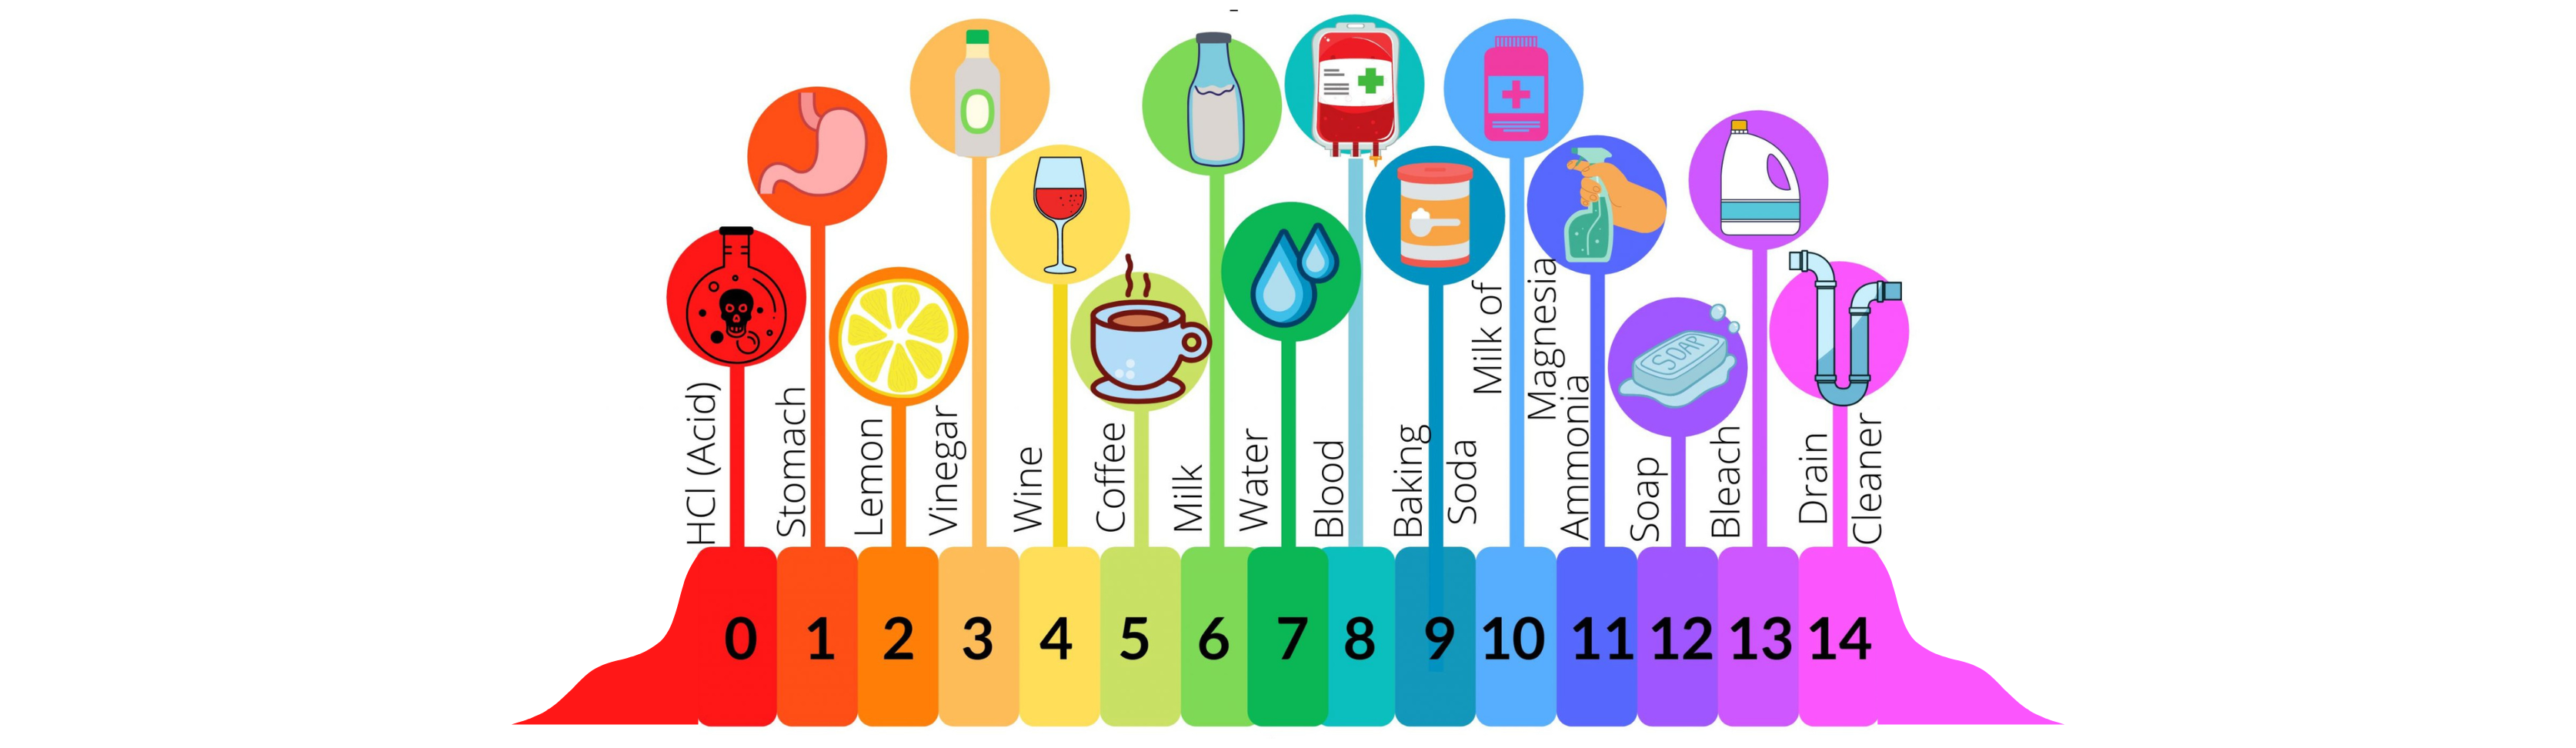 HCl (Acid)
Stomach
Lemon
Vinegar
Wine
Coffee
Milk
Water
Blood
Baking
Soda
Milk of
Magnesia
Ammonia
Soap
Bleach
Drain
Cleaner
SOAP
0 1 2 3 4 5 6 7 8 9 10 11 12 13 14